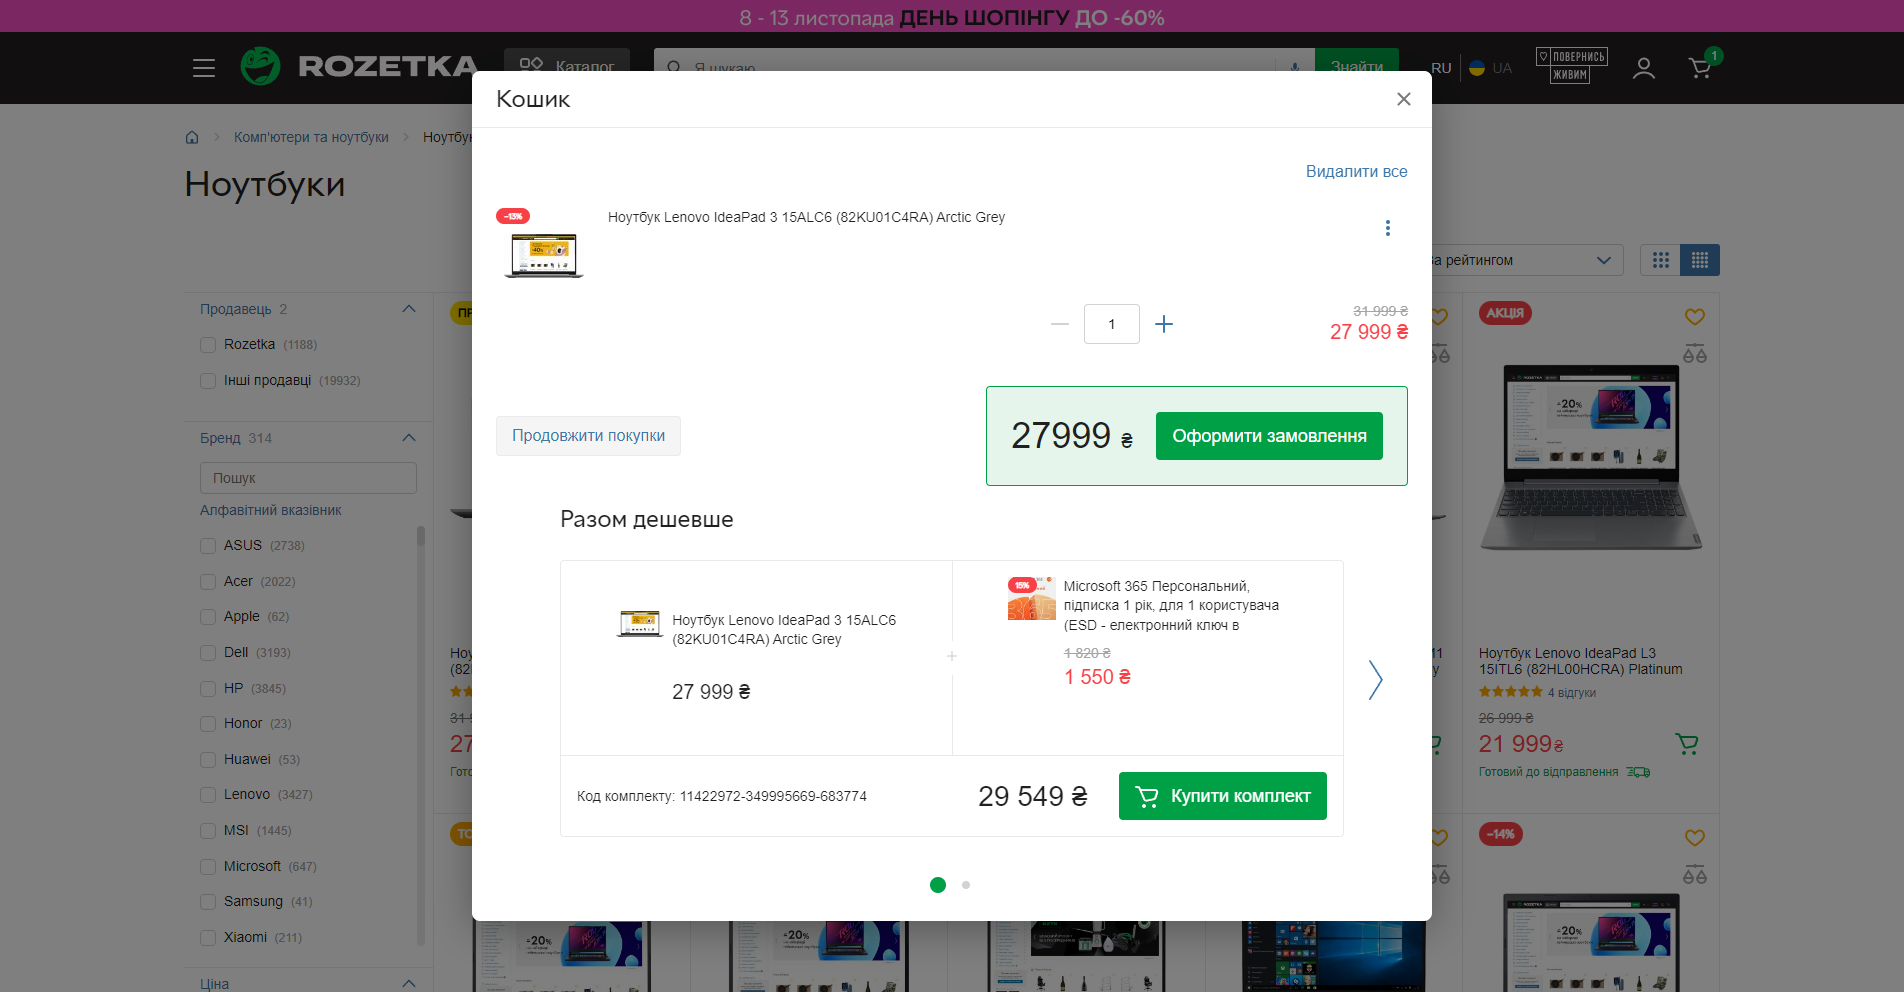 8 - 13 листопада ДЕНЬ ШОПІНГУ ДО -60%
ROZETKA
Каталог
Я шукаю
Знайти
RU
UA
ПОВЕРНИСЬ
ЖИВИМ
1
Комп'ютери та ноутбуки
Ноутбуки
Кошик
Видалити все
-13%
Ноутбук Lenovo IdeaPad 3 15ALC6 (82KU01C4RA) Arctic Grey
1
31 999 ₴
27 999 ₴
Продовжити покупки
27999 ₴
Оформити замовлення
Разом дешевше
Ноутбук Lenovo IdeaPad 3 15ALC6
(82KU01C4RA) Arctic Grey
27 999 ₴
15%
Microsoft 365 Персональний,
підписка 1 рік, для 1 користувача
(ESD - електронний ключ в
1 820 ₴
1 550 ₴
Код комплекту: 11422972-349995669-683774
29 549 ₴
Купити комплект
за рейтингом
Продавець 2
Rozetka (1188)
Інші продавці (19932)
Бренд 314
Пошук
Алфавітний вказівник
ASUS (2738)
Acer (2022)
Apple (62)
Dell (3193)
HP (3845)
Honor (23)
Huawei (53)
Lenovo (3427)
MSI (1445)
Microsoft (647)
Samsung (41)
Xiaomi (211)
Ціна
АКЦІЯ
Ноутбук Lenovo IdeaPad L3
15ITL6 (82HL00HCRA) Platinum
4 відгуки
26 999 ₴
21 999 ₴
Готовий до відправлення
-14%
-20%
-20%
-20%
-20%